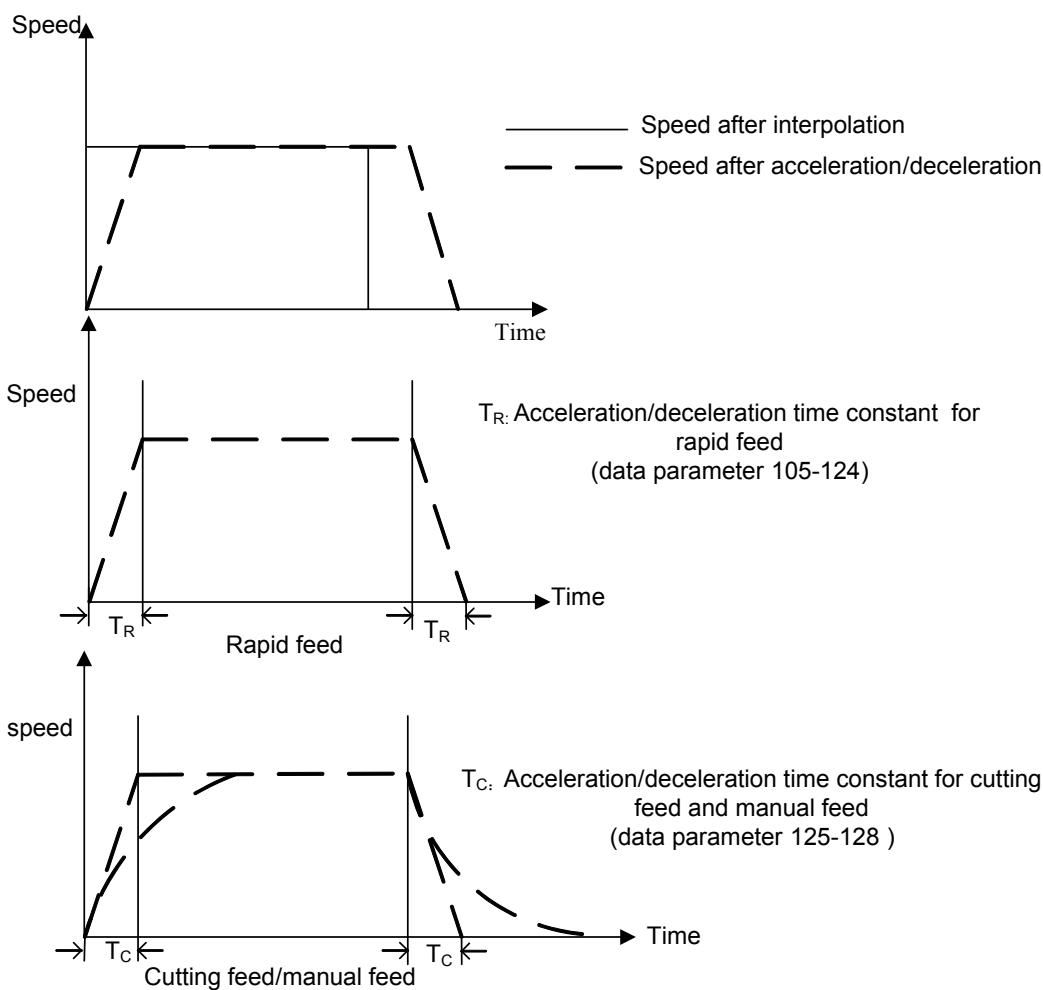 Speed
Speed after interpolation
Speed after acceleration/deceleration
Time
Speed
TR: Acceleration/deceleration time constant for
rapid feed
(data parameter 105-124)
Time
TR
TR
Rapid feed
speed
TC: Acceleration/deceleration time constant for cutting
feed and manual feed
(data parameter 125-128 )
Time
TC
TC
Cutting feed/manual feed